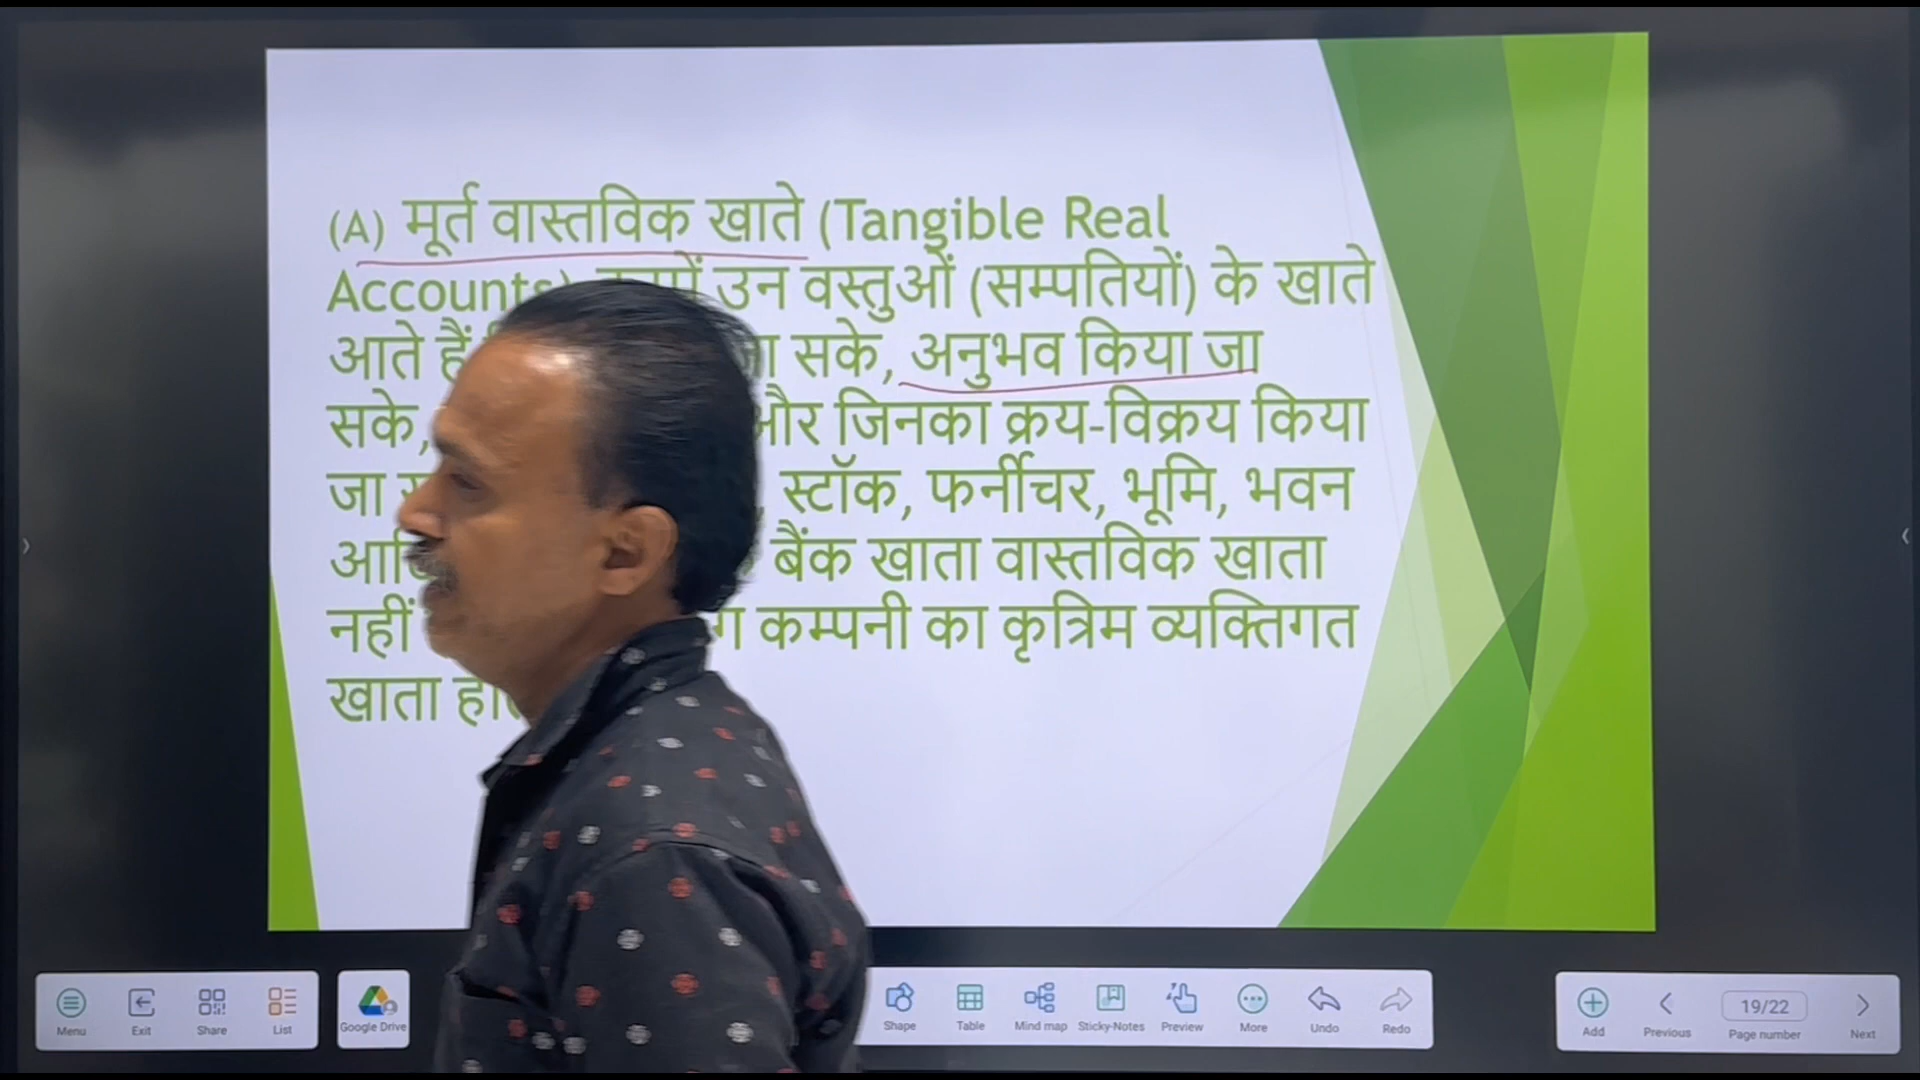 (A) मूर्त वास्तविक खाते (Tangible Real
Accounts) उन वस्तुओं (सम्पतियों) के खाते
आते हैं सके, अनुभव किया जा
सके, और जिनका क्रय-विक्रय किया
जा स्टॉक, फर्नीचर, भूमि, भवन
बैंक खाता वास्तविक खाता
नहीं कम्पनी का कृत्रिम व्यक्तिगत
खाता
Menu Exit Share List Google Drive Shape Table Mind map Sticky-Notes Preview More Undo Redo Add Previous 19/22 Page number Next